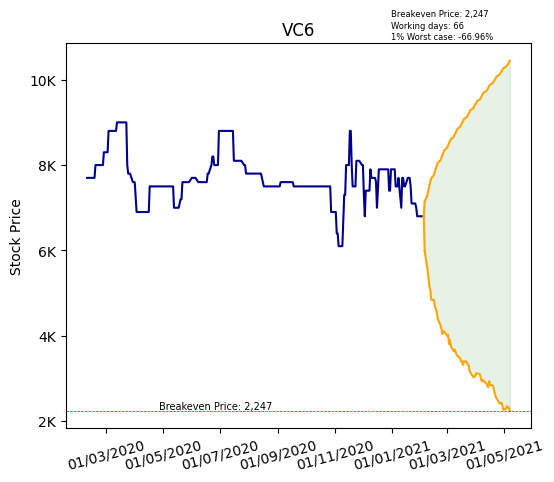 Breakeven Price: 2,247
Working days: 66
1% Worst case: -66.96%
VC6
Stock Price
10K
8K
6K
4K
2K
Breakeven Price: 2,247
01/03/2020
01/05/2020
01/07/2020
01/09/2020
01/11/2020
01/01/2021
01/03/2021
01/05/2021